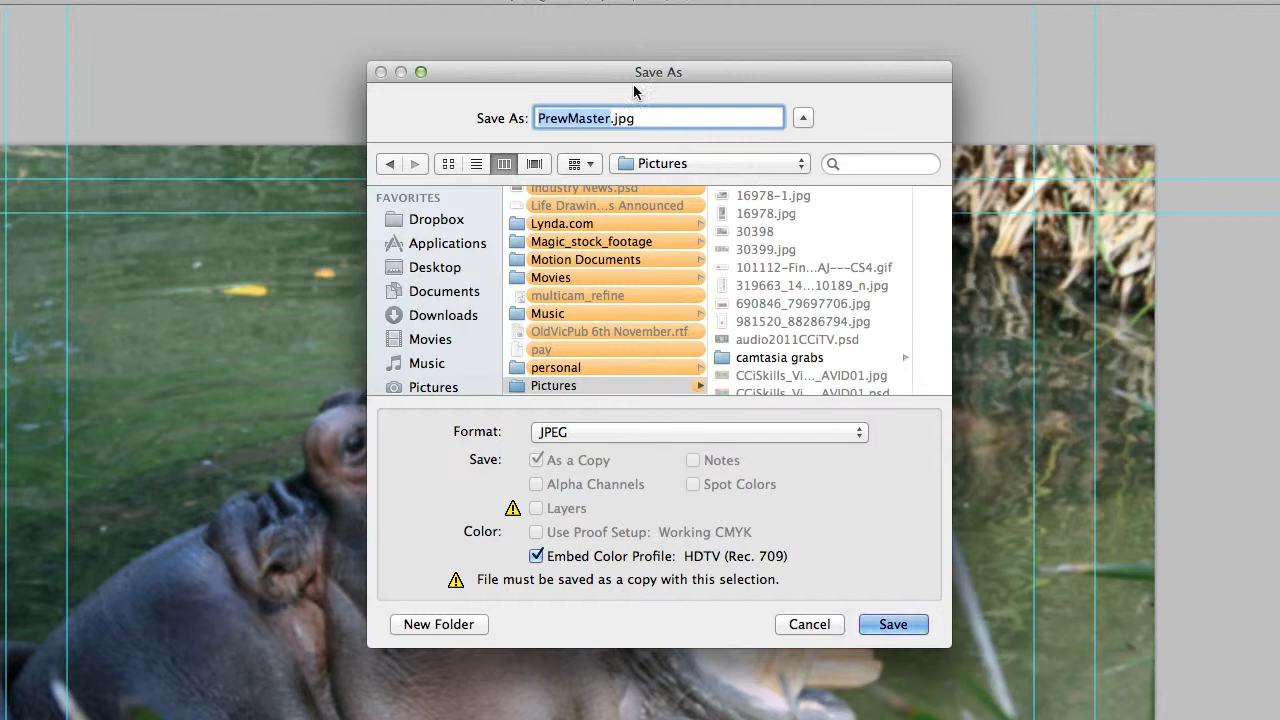 Save As
Save As: PrewMaster.jpg
Pictures
FAVORITES
Dropbox
Applications
Desktop
Documents
Downloads
Movies
Music
Pictures
Industry News.psd
Life Drawin...s Announced
Lynda.com
Magic_stock_footage
Motion Documents
Movies
multicam_refine
Music
OldVicPub 6th November.rtf
pay
personal
Pictures
16978-1.jpg
16978.jpg
30398
30399.jpg
101112-Fin...AJ---CS4.gif
319663_14...10189_n.jpg
690846_79697706.jpg
981520_88286794.jpg
audio2011CCiTV.psd
camtasia grabs
CCiSkills_Vi..._AVID01.jpg
CCiSkills_Vi..._AVID01.psd
Format: JPEG
Save: As a Copy Notes
Alpha Channels Spot Colors
Layers
Color: Use Proof Setup: Working CMYK
Embed Color Profile: HDTV (Rec. 709)
File must be saved as a copy with this selection.
New Folder Cancel Save